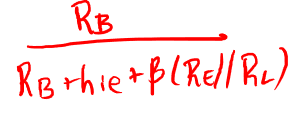 RB
RB + hie + β(RE//RL)